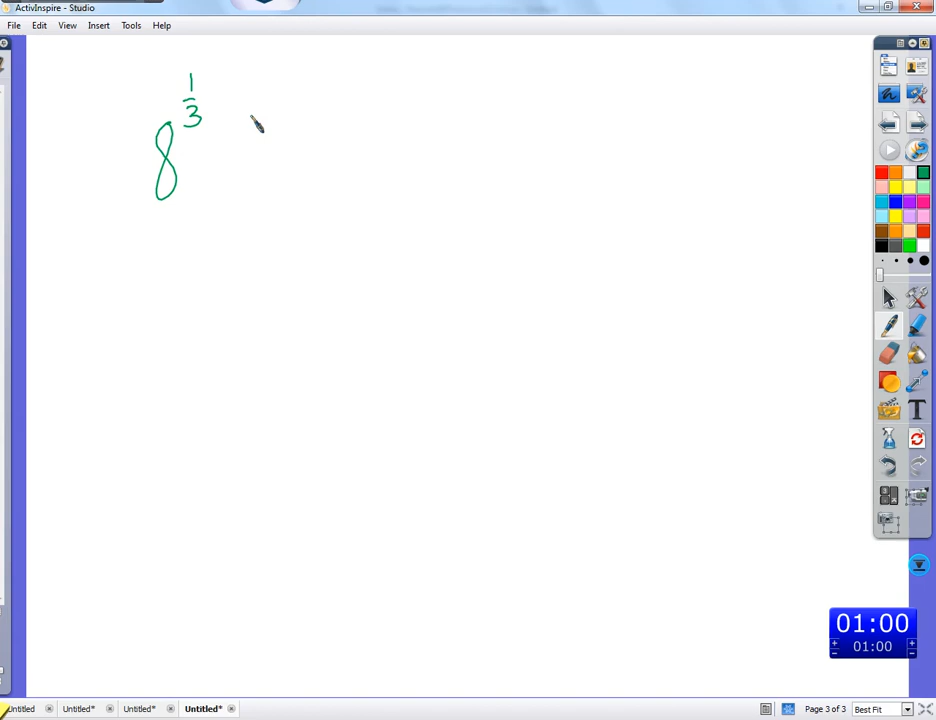 ActivInspire - Studio
File Edit View Insert Tools Help
8^{1/3}
01:00
01:00
Untitled Untitled* Untitled* Untitled* Page 3 of 3 Best Fit